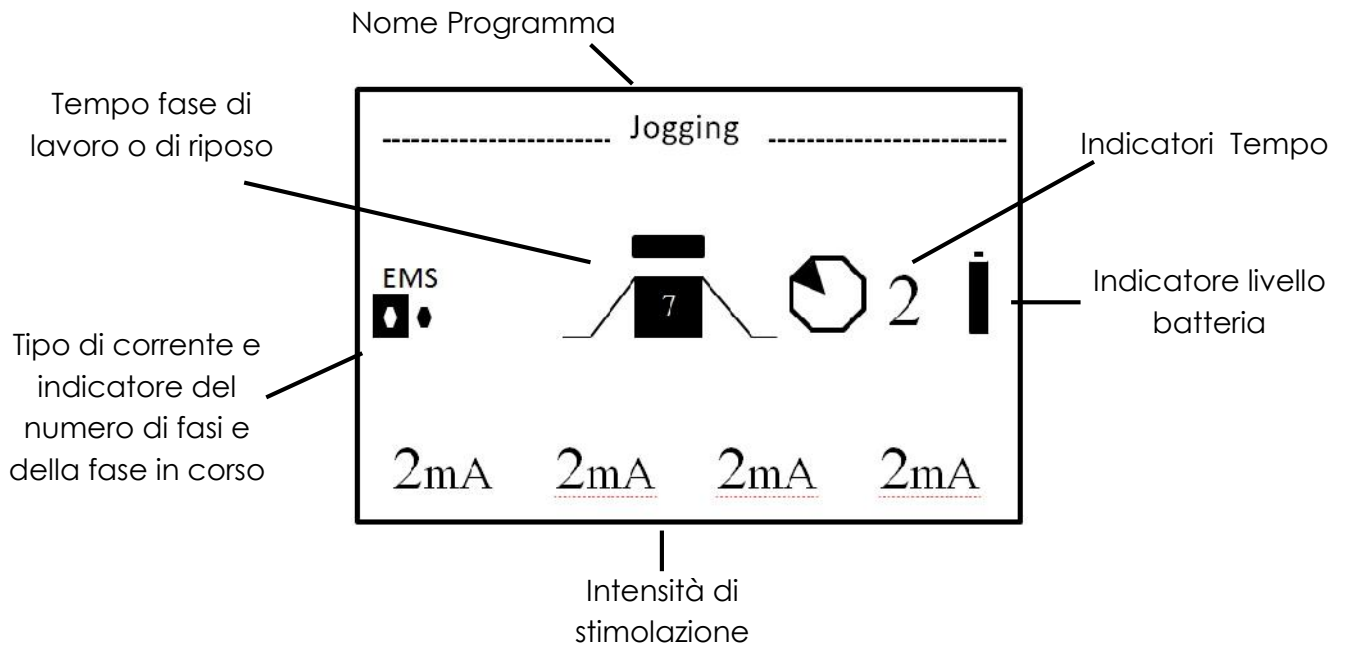 Nome Programma
Tempo fase di
lavoro o di riposo
Jogging
Indicatori Tempo
EMS
7
2
Indicatore livello
batteria
Tipo di corrente e
indicatore del
numero di fasi e
della fase in corso
2mA 2mA 2mA 2mA
Intensità di
stimolazione